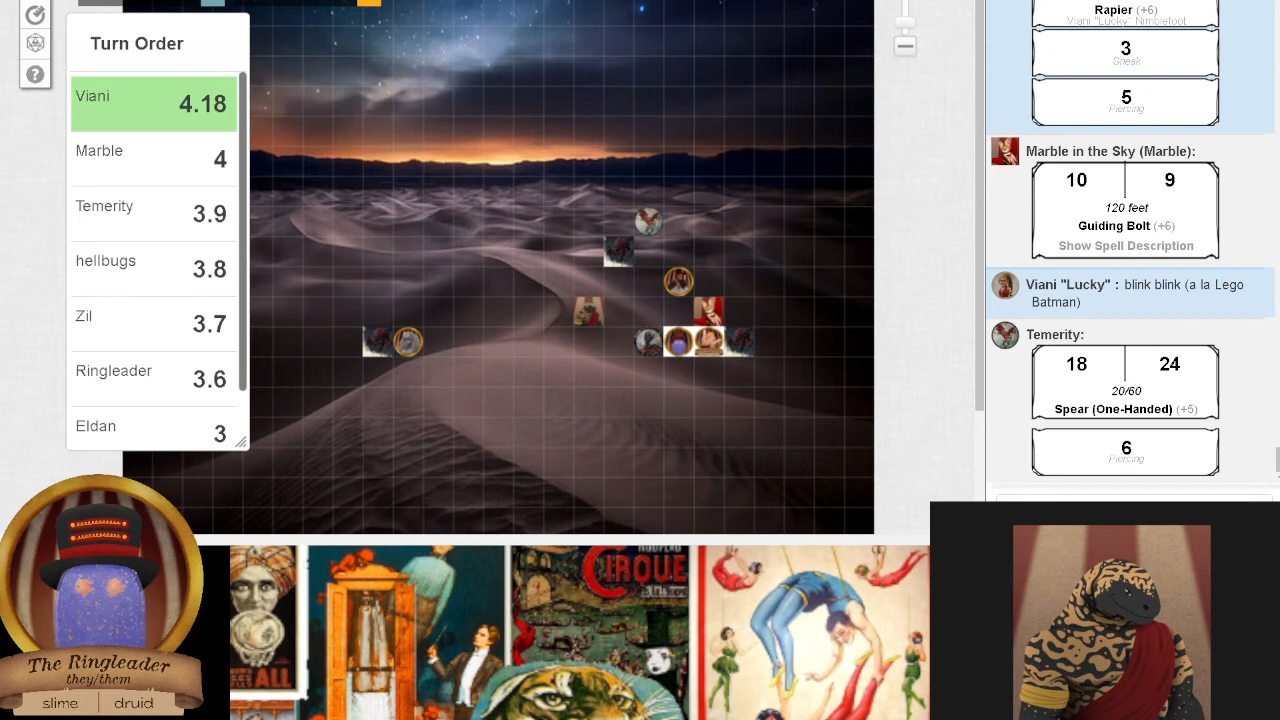 Turn Order
Viani
4.18
Marble
4
Temerity
3.9
hellbugs
3.8
Zil
3.7
Ringleader
3.6
Eldan
3
?
Rapier (+6)
Viani "Lucky" Nimblefoot
3
Sneak
5
Piercing
Marble in the Sky (Marble):
10 9
120 feet
Guiding Bolt (+6)
Show Spell Description
Viani "Lucky" : blink blink (a la Lego
Batman)
Temerity:
18 24
20/60
Spear (One-Handed) (+5)
6
Piercing
The Ringleader
they/them
slime druid
ALL
CIRQUE